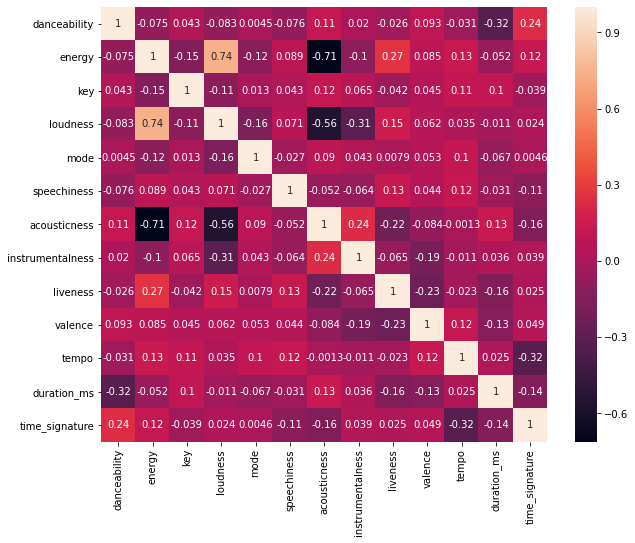 danceability 1 -0.075 0.043 -0.083 0.0045 -0.076 0.11 0.02 -0.026 0.093 -0.031 -0.32 0.24
energy -0.075 1 -0.15 0.74 -0.12 0.089 -0.71 -0.1 0.27 0.085 0.13 -0.052 0.12
key 0.043 -0.15 1 -0.11 0.013 0.043 0.12 0.065 -0.042 0.045 0.11 0.1 -0.039
loudness -0.083 0.74 -0.11 1 -0.16 0.071 -0.56 -0.31 0.15 0.062 0.035 -0.011 0.024
mode 0.0045 -0.12 0.013 -0.16 1 -0.027 0.09 0.043 0.0079 0.053 0.1 -0.067 0.0046
speechiness -0.076 0.089 0.043 0.071 -0.027 1 -0.052 -0.064 0.13 0.044 0.12 -0.031 -0.11
acousticness 0.11 -0.71 0.12 -0.56 0.09 -0.052 1 0.24 -0.22 -0.084 -0.0013 0.13 -0.16
instrumentalness 0.02 -0.1 0.065 -0.31 0.043 -0.064 0.24 1 -0.065 -0.19 -0.011 0.036 0.039
liveness -0.026 0.27 -0.042 0.15 0.0079 0.13 -0.22 -0.065 1 -0.23 -0.023 -0.16 0.025
valence 0.093 0.085 0.045 0.062 0.053 0.044 -0.084 -0.19 -0.23 1 0.12 -0.13 0.049
tempo -0.031 0.13 0.11 0.035 0.1 0.12 -0.0013 -0.011 -0.023 0.12 1 0.025 -0.32
duration_ms -0.32 -0.052 0.1 -0.011 -0.067 -0.031 0.13 0.036 -0.16 -0.13 0.025 1 -0.14
time_signature 0.24 0.12 -0.039 0.024 0.0046 -0.11 -0.16 0.039 0.025 0.049 -0.32 -0.14 1
danceability energy key loudness mode speechiness acousticness instrumentalness liveness valence tempo duration_ms time_signature
0.9
0.6
0.3
0.0
−0.3
−0.6